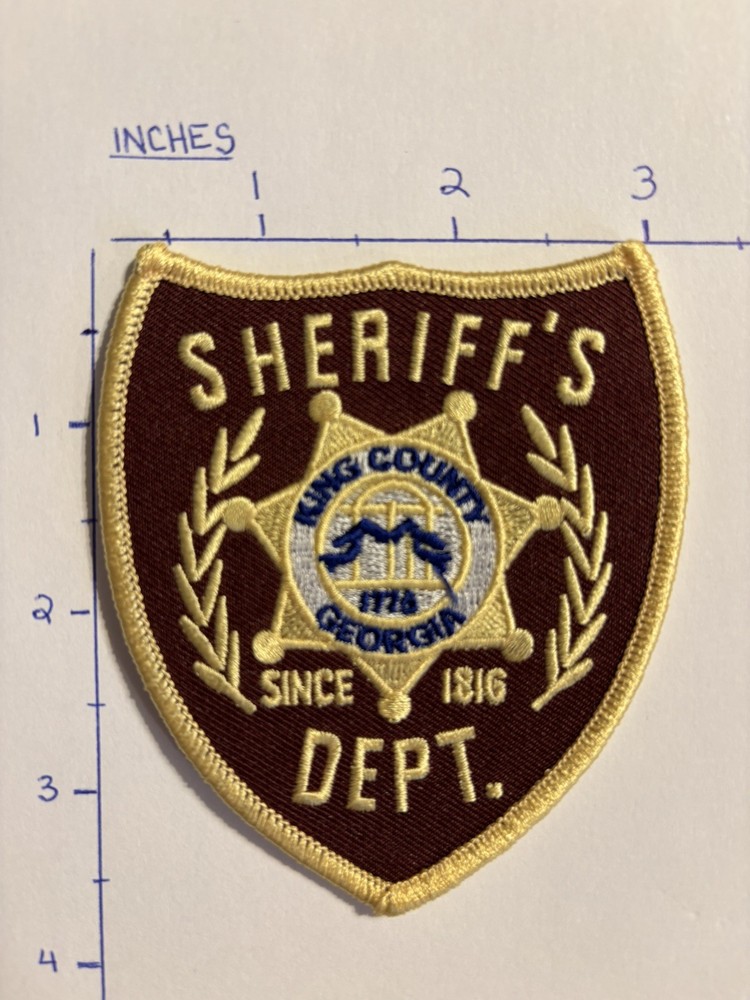 INCHES
1 2 3
SHERIFF'S
1
KING COUNTY
1776
GEORGIA
2
SINCE 1816
DEPT.
3
4